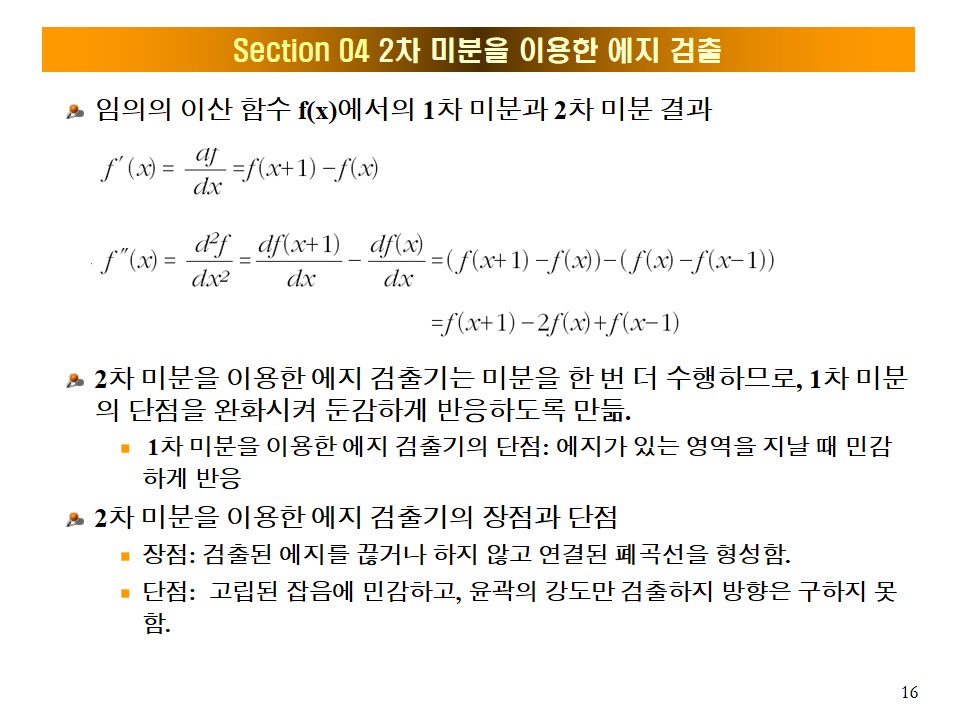 Section 04 2차 미분을 이용한 에지 검출
임의의 이산 함수 f(x)에서의 1차 미분과 2차 미분 결과
f′(x) = df/dx =f(x+1) −f(x)
f″(x) = d²f/dx² = df(x+1)/dx − df(x)/dx =( f(x+1) −f(x))−(f(x) −f(x−1))
=f(x+1) −2f(x)+f(x−1)
2차 미분을 이용한 에지 검출기는 미분을 한 번 더 수행하므로, 1차 미분
의 단점을 완화시켜 둔감하게 반응하도록 만듦.
1차 미분을 이용한 에지 검출기의 단점: 에지가 있는 영역을 지날 때 민감
하게 반응
2차 미분을 이용한 에지 검출기의 장점과 단점
장점: 검출된 에지를 끊거나 하지 않고 연결된 폐곡선을 형성함.
단점: 고립된 잡음에 민감하고, 윤곽의 강도만 검출하지 방향은 구하지 못
함.
16